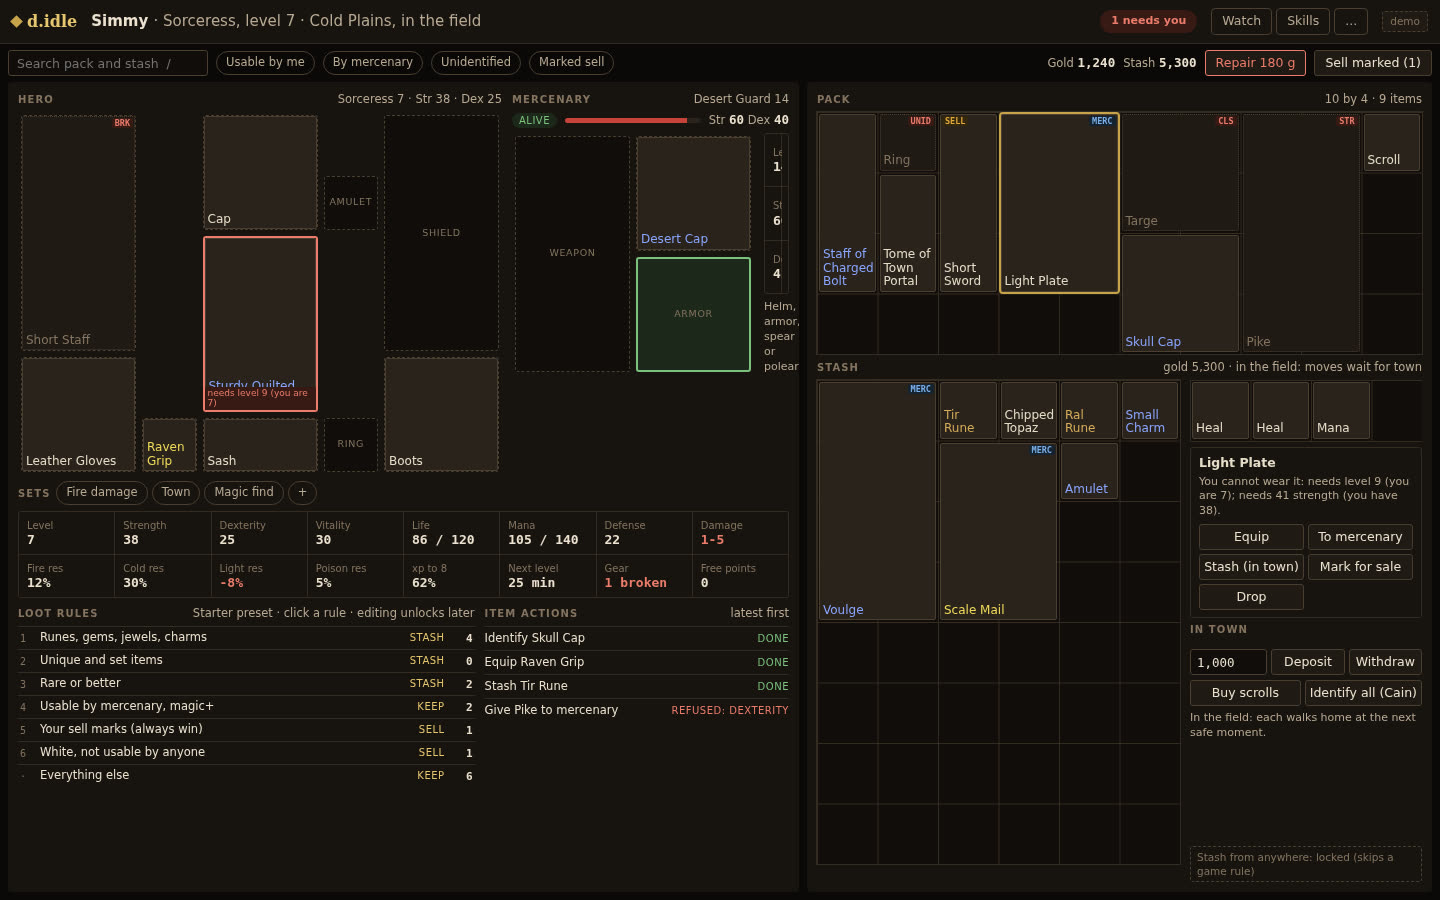 d.idle Simmy · Sorceress, level 7 · Cold Plains, in the field 1 needs you Watch Skills ... demo
Search pack and stash / Usable by me By mercenary Unidentified Marked sell Gold 1,240 Stash 5,300 Repair 180 g Sell marked (1)
HERO Sorceress 7 · Str 38 · Dex 25
BRK
Short Staff
Cap
AMULET
SHIELD
Sturdy Quilted
needs level 9 (you are 7)
Leather Gloves
Raven Grip
Sash
RING
Boots
MERCENARY Desert Guard 14
ALIVE Str 60 Dex 40
WEAPON
Desert Cap
ARMOR
Helm,
armor,
spear
or
polear
SETS Fire damage Town Magic find +
Level Strength Dexterity Vitality Life Mana Defense Damage
7 38 25 30 86 / 120 105 / 140 22 1-5
Fire res Cold res Light res Poison res xp to 8 Next level Gear Free points
12% 30% -8% 5% 62% 25 min 1 broken 0
LOOT RULES Starter preset · click a rule · editing unlocks later
1 Runes, gems, jewels, charms STASH 4
2 Unique and set items STASH 0
3 Rare or better STASH 2
4 Usable by mercenary, magic+ KEEP 2
5 Your sell marks (always win) SELL 1
6 White, not usable by anyone SELL 1
· Everything else KEEP 6
ITEM ACTIONS latest first
Identify Skull Cap DONE
Equip Raven Grip DONE
Stash Tir Rune DONE
Give Pike to mercenary REFUSED: DEXTERITY
PACK 10 by 4 · 9 items
Staff of
Charged
Bolt
UNID
Ring
Tome of
Town
Portal
SELL
Short
Sword
MERC
Light Plate
CLS
Targe
Skull Cap
STR
Pike
Scroll
STASH gold 5,300 · in the field: moves wait for town
MERC
Voulge
Tir
Rune
Chipped
Topaz
Ral
Rune
Small
Charm
MERC
Scale Mail
Amulet
Heal Heal Mana
Light Plate
You cannot wear it: needs level 9 (you
are 7); needs 41 strength (you have
38).
Equip To mercenary
Stash (in town) Mark for sale
Drop
IN TOWN
1,000 Deposit Withdraw
Buy scrolls Identify all (Cain)
In the field: each walks home at the next
safe moment.
Stash from anywhere: locked (skips a
game rule)